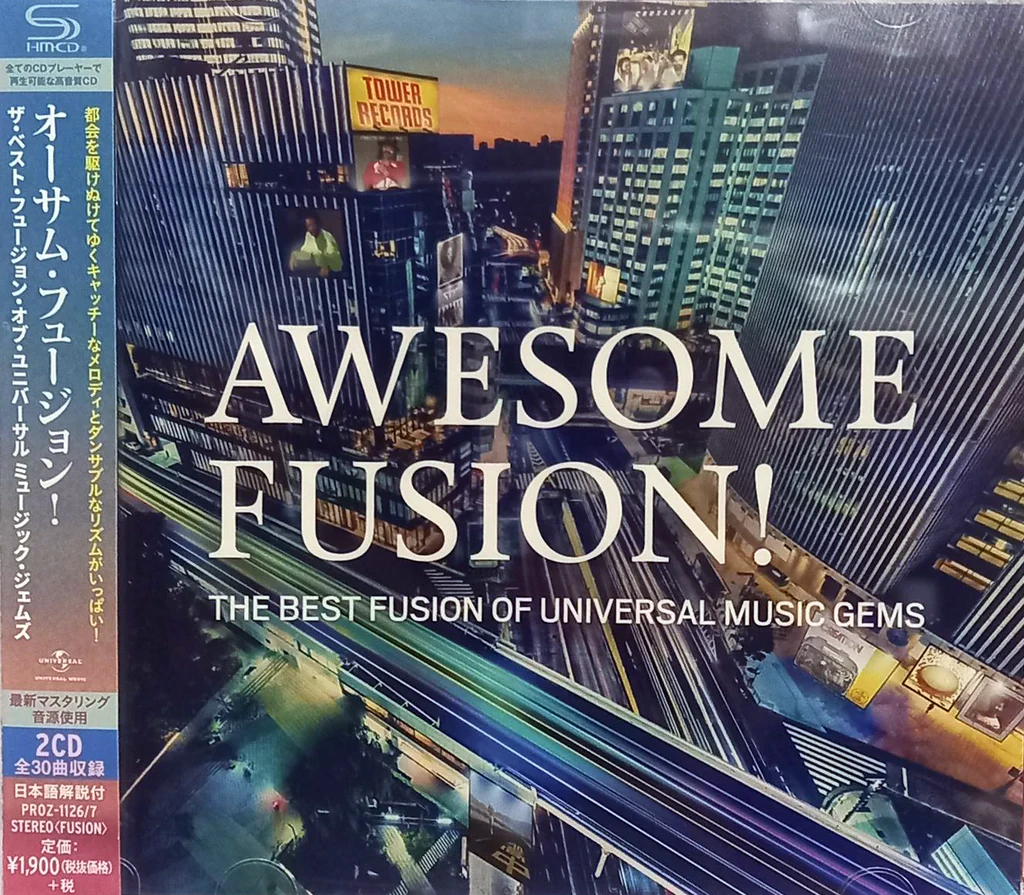 SHM-CD®
全てのCDプレーヤーで
再生可能な高音質CD
都会を駆けぬけてゆくキャッチーなメロディとダンサブルなリズムがいっぱい！
オーサム・フュージョン！
ザ・ベスト・フュージョン・オブ・ユニバーサル ミュージック・ジェムズ
UNIVERSAL
UNIVERSAL MUSIC
最新マスタリング
音源使用
2CD
全30曲収録
日本語解説付
PROZ-1126/7
STEREO〈FUSION〉
定価：
¥1,900(税抜価格)
+税
CRUSADERS
TOWER
RECORDS
AWESOME
FUSION!
THE BEST FUSION OF UNIVERSAL MUSIC GEMS